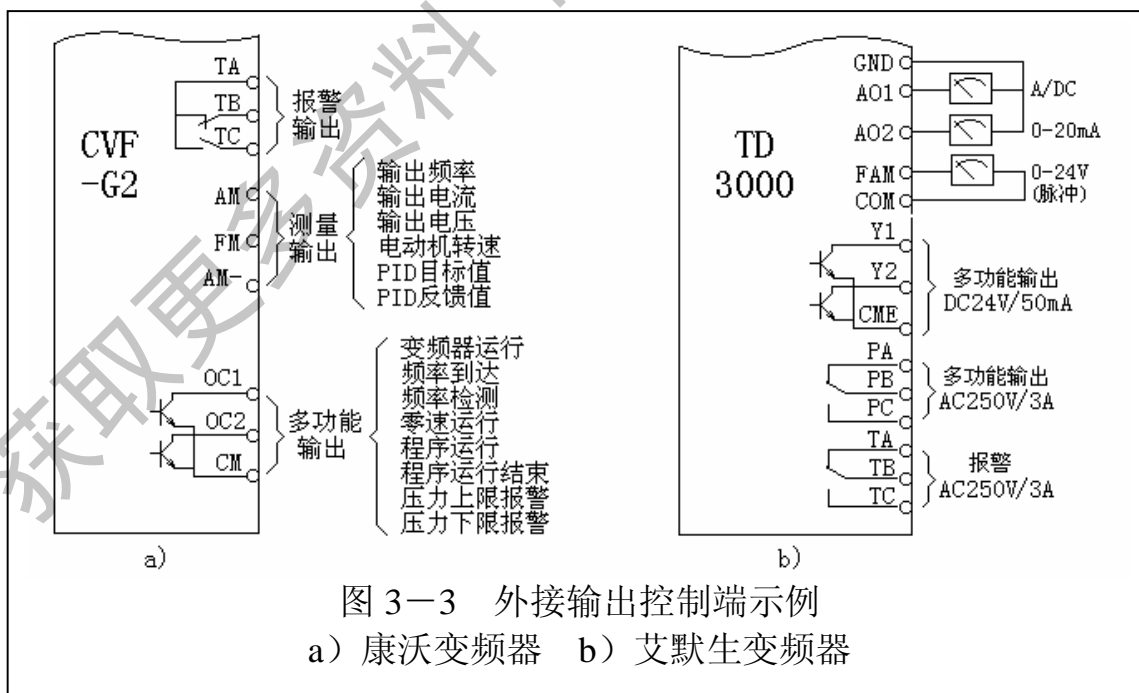 CVF
-G2
TA
TB
TC
报警
输出
AM
FM
AM-
测量
输出
输出频率
输出电流
输出电压
电动机转速
PID目标值
PID反馈值
OC1
OC2
CM
多功能
输出
变频器运行
频率到达
频率检测
零速运行
程序运行
程序运行结束
压力上限报警
压力下限报警
a)
TD
3000
GND
AO1
A/DC
AO2
0-20mA
FAM
0-24V
(脉冲)
COM
Y1
Y2
CME
多功能输出
DC24V/50mA
PA
PB
PC
多功能输出
AC250V/3A
TA
TB
TC
报警
AC250V/3A
b)
图 3－3 外接输出控制端示例
a）康沃变频器 b）艾默生变频器
获取更多资料